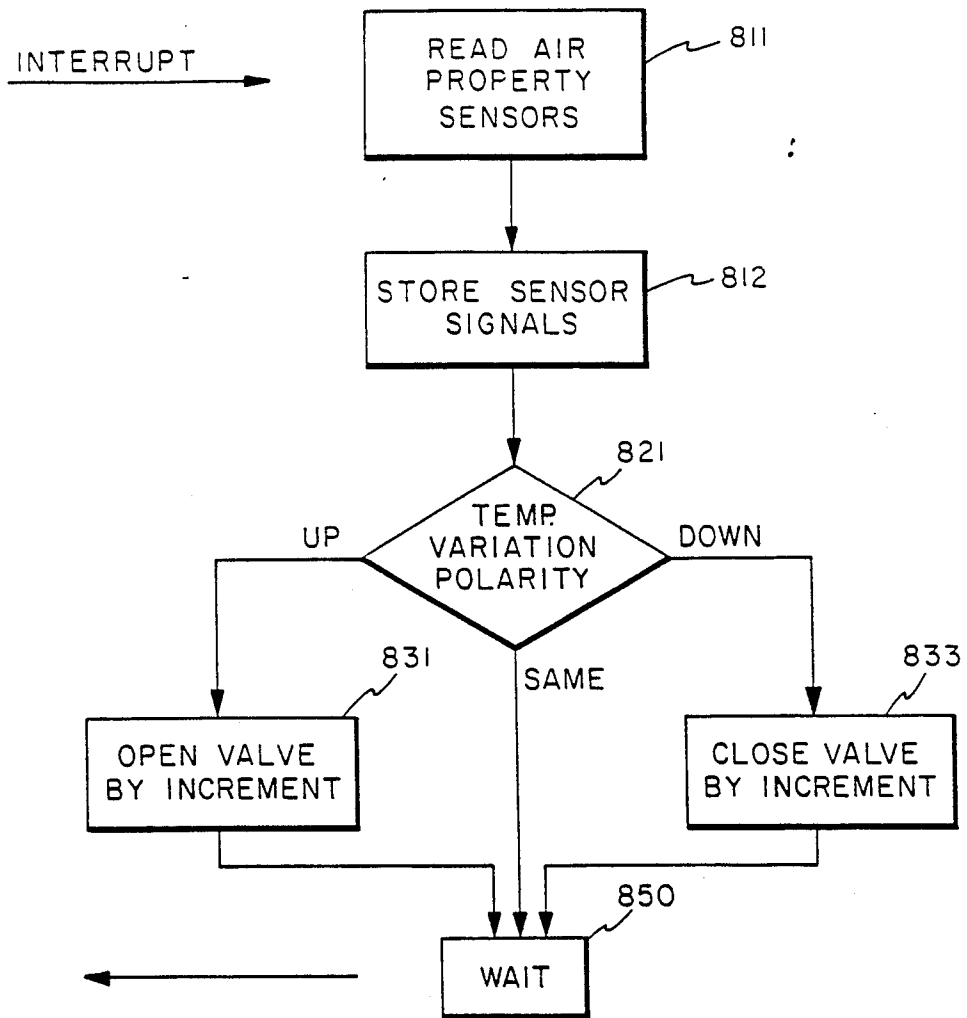 INTERRUPT
READ AIR
PROPERTY
SENSORS
811
STORE SENSOR
SIGNALS
812
821
TEMP.
VARIATION
POLARITY
UP
DOWN
SAME
831
OPEN VALVE
BY INCREMENT
833
CLOSE VALVE
BY INCREMENT
850
WAIT